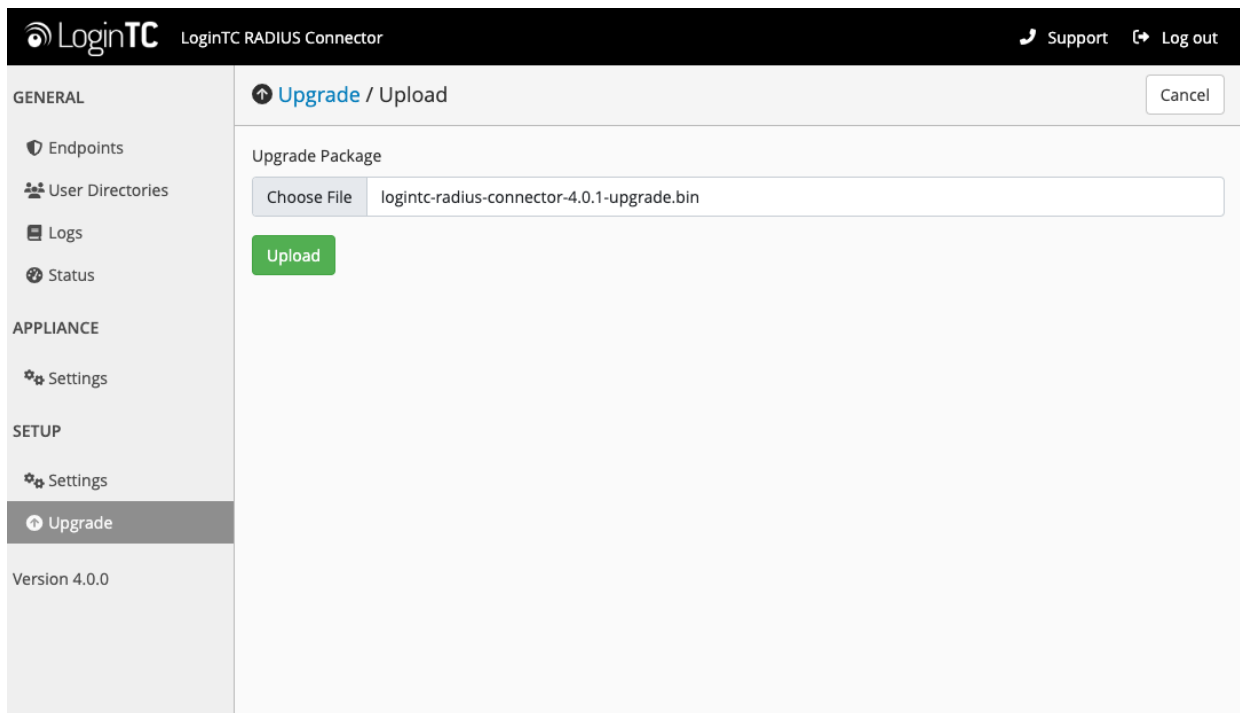 LoginTC LoginTC RADIUS Connector Support Log out
GENERAL
Upgrade / Upload Cancel
Endpoints
User Directories
Logs
Status
APPLIANCE
Settings
SETUP
Settings
Upgrade
Version 4.0.0
Upgrade Package
Choose File logintc-radius-connector-4.0.1-upgrade.bin
Upload